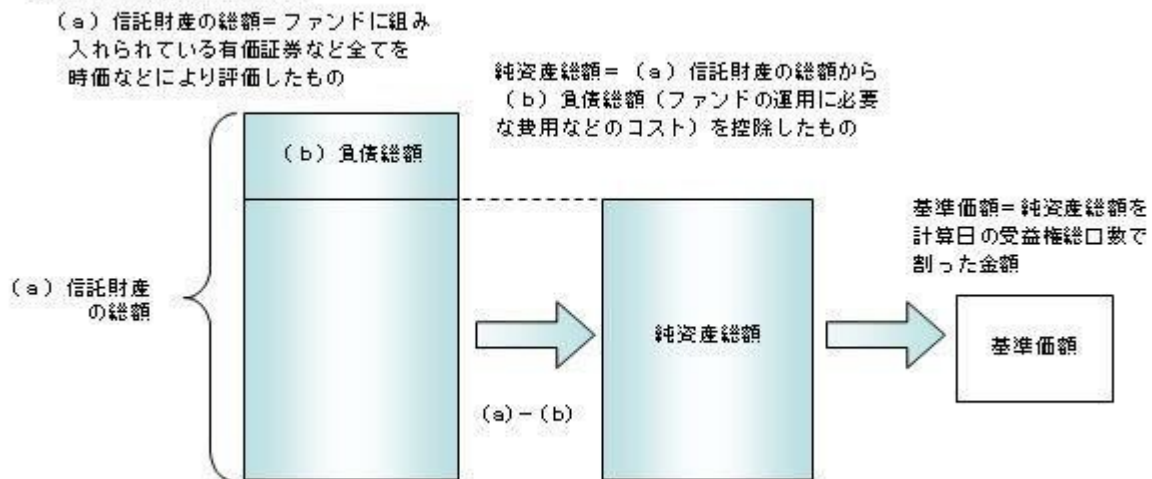 （a）信託財産の総額＝ファンドに組み
入れられている有価証券など全てを
時価などにより評価したもの
純資産総額＝（a）信託財産の総額から
（b）負債総額（ファンドの運用に必要
な費用などのコスト）を控除したもの
（b）負債総額
基準価額＝純資産総額を
計算日の受益権総口数で
割った金額
（a）信託財産
の総額
純資産総額
基準価額
(a)－(b)